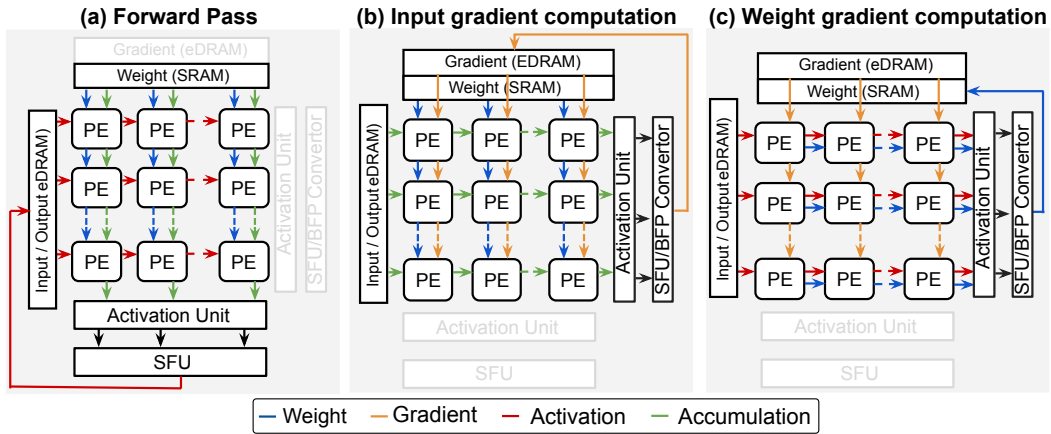 (a) Forward Pass
Gradient (eDRAM)
Weight (SRAM)
Input / Output eDRAM)
PE PE PE
PE PE PE
PE PE PE
Activation Unit
SFU/BFP Convertor
Activation Unit
SFU
(b) Input gradient computation
Gradient (EDRAM)
Weight (SRAM)
Input / Output eDRAM)
PE PE PE
PE PE PE
PE PE PE
Activation Unit
SFU/BFP Convertor
Activation Unit
SFU
(c) Weight gradient computation
Gradient (eDRAM)
Weight (SRAM)
Input / Output eDRAM)
PE PE PE
PE PE PE
PE PE PE
Activation Unit
SFU/BFP Convertor
Activation Unit
SFU
Weight Gradient Activation Accumulation